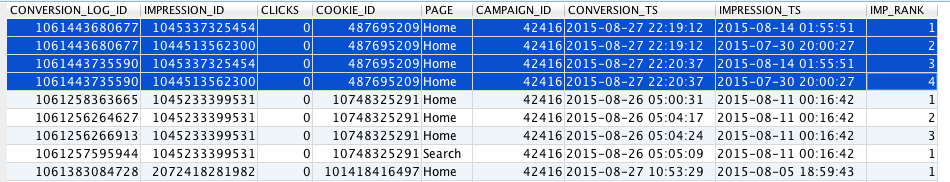 CONVERSION_LOG_ID IMPRESSION_ID CLICKS COOKIE_ID PAGE CAMPAIGN_ID CONVERSION_TS IMPRESSION_TS IMP_RANK
1061443680677 1045337325454 0 487695209 Home 42416 2015-08-27 22:19:12 2015-08-14 01:55:51 1
1061443680677 1044513562300 0 487695209 Home 42416 2015-08-27 22:19:12 2015-07-30 20:00:27 2
1061443735590 1045337325454 0 487695209 Home 42416 2015-08-27 22:20:37 2015-08-14 01:55:51 3
1061443735590 1044513562300 0 487695209 Home 42416 2015-08-27 22:20:37 2015-07-30 20:00:27 4
1061258363665 1045233399531 0 10748325291 Home 42416 2015-08-26 05:00:31 2015-08-11 00:16:42 1
1061256264627 1045233399531 0 10748325291 Home 42416 2015-08-26 05:04:17 2015-08-11 00:16:42 2
1061256266913 1045233399531 0 10748325291 Home 42416 2015-08-26 05:04:24 2015-08-11 00:16:42 3
1061257595944 1045233399531 0 10748325291 Search 42416 2015-08-26 05:05:09 2015-08-11 00:16:42 1
1061383084728 2072418281982 0 101418416497 Home 42416 2015-08-27 10:53:29 2015-08-05 18:59:43 1